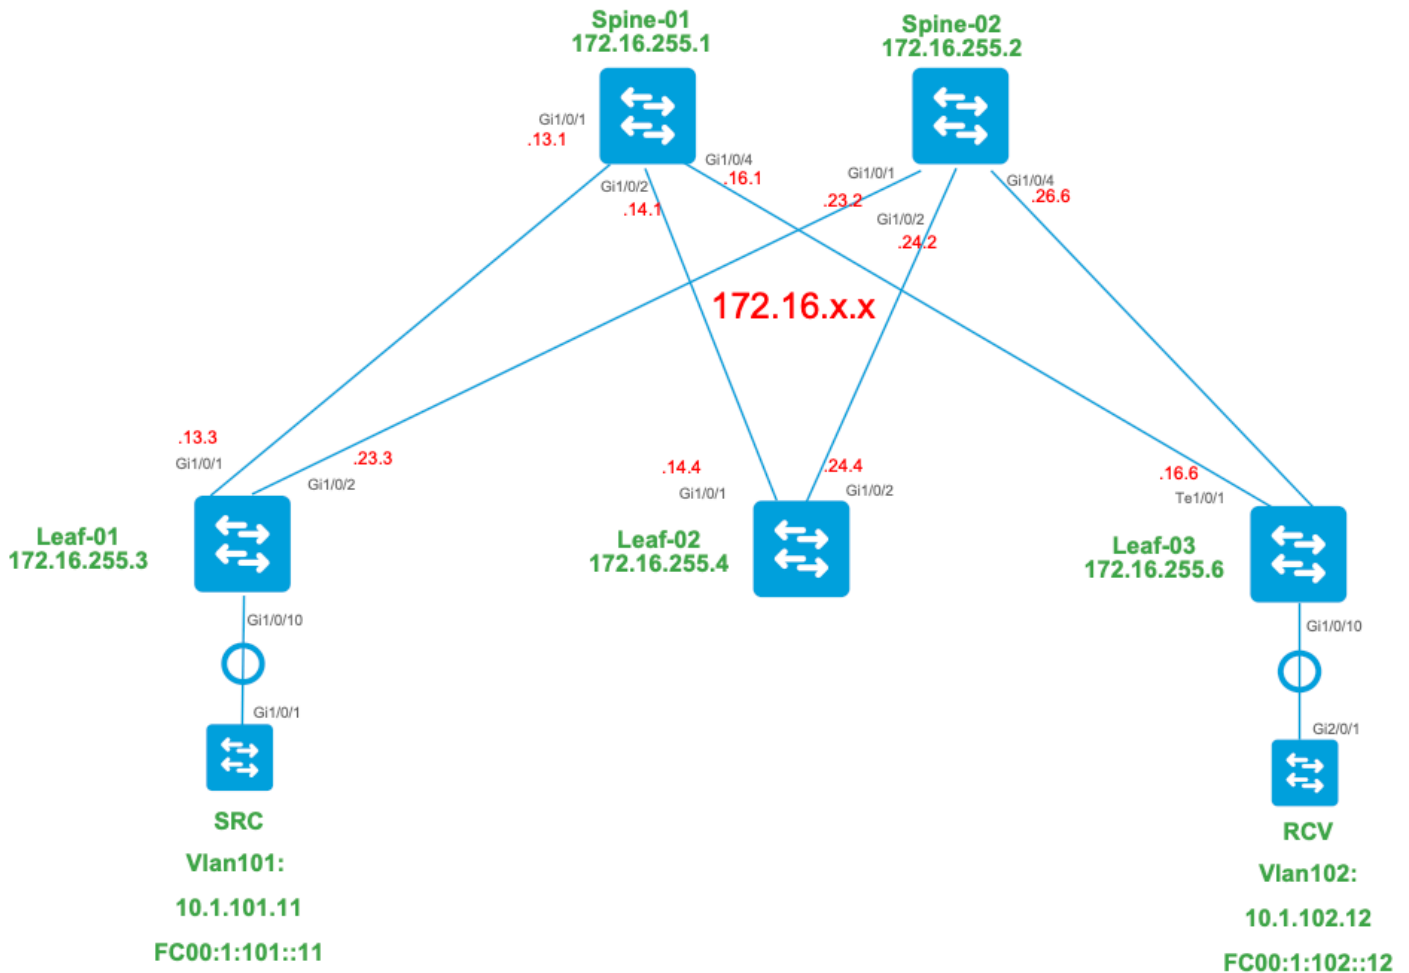 Spine-01
172.16.255.1
Spine-02
172.16.255.2
Gi1/0/1
.13.1
Gi1/0/4
.16.1
Gi1/0/2
.14.1
Gi1/0/1
.23.2
Gi1/0/2
.24.2
Gi1/0/4
.26.6
172.16.x.x
.13.3
Gi1/0/1
.23.3
Gi1/0/2
.14.4
Gi1/0/1
.24.4
Gi1/0/2
.16.6
Te1/0/1
Leaf-01
172.16.255.3
Leaf-02
172.16.255.4
Leaf-03
172.16.255.6
Gi1/0/10
Gi1/0/10
Gi1/0/1
Gi2/0/1
SRC
Vlan101:
10.1.101.11
FC00:1:101::11
RCV
Vlan102:
10.1.102.12
FC00:1:102::12